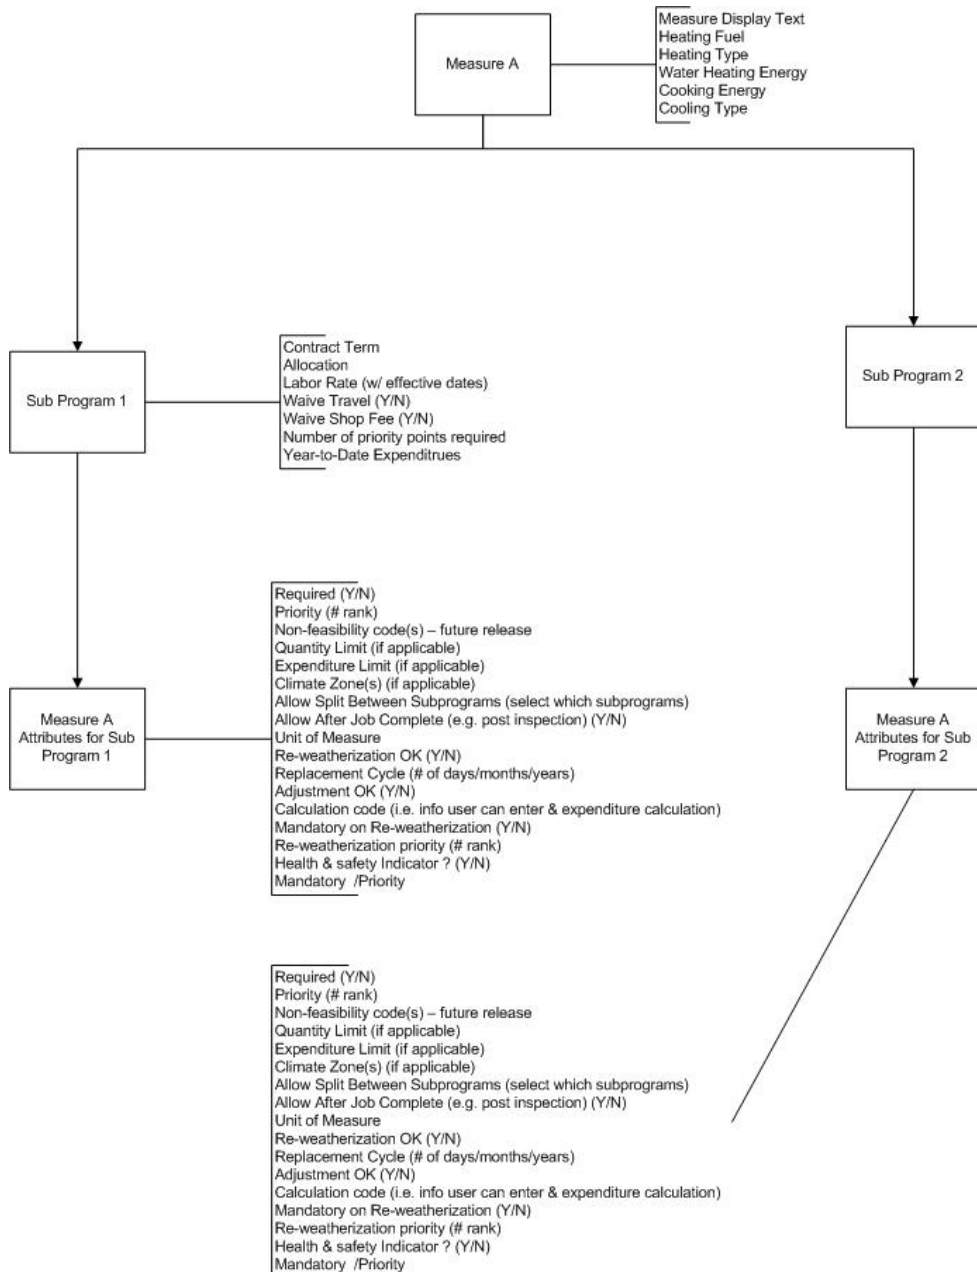 Measure A
Measure Display Text
Heating Fuel
Heating Type
Water Heating Energy
Cooking Energy
Cooling Type
Sub Program 1
Contract Term
Allocation
Labor Rate (w/ effective dates)
Waive Travel (Y/N)
Waive Shop Fee (Y/N)
Number of priority points required
Year-to-Date Expenditrues
Sub Program 2
Measure A
Attributes for Sub
Program 1
Required (Y/N)
Priority (# rank)
Non-feasibility code(s) – future release
Quantity Limit (if applicable)
Expenditure Limit (if applicable)
Climate Zone(s) (if applicable)
Allow Split Between Subprograms (select which subprograms)
Allow After Job Complete (e.g. post inspection) (Y/N)
Unit of Measure
Re-weatherization OK (Y/N)
Replacement Cycle (# of days/months/years)
Adjustment OK (Y/N)
Calculation code (i.e. info user can enter & expenditure calculation)
Mandatory on Re-weatherization (Y/N)
Re-weatherization priority (# rank)
Health & safety Indicator ? (Y/N)
Mandatory /Priority
Measure A
Attributes for Sub
Program 2
Required (Y/N)
Priority (# rank)
Non-feasibility code(s) – future release
Quantity Limit (if applicable)
Expenditure Limit (if applicable)
Climate Zone(s) (if applicable)
Allow Split Between Subprograms (select which subprograms)
Allow After Job Complete (e.g. post inspection) (Y/N)
Unit of Measure
Re-weatherization OK (Y/N)
Replacement Cycle (# of days/months/years)
Adjustment OK (Y/N)
Calculation code (i.e. info user can enter & expenditure calculation)
Mandatory on Re-weatherization (Y/N)
Re-weatherization priority (# rank)
Health & safety Indicator ? (Y/N)
Mandatory /Priority